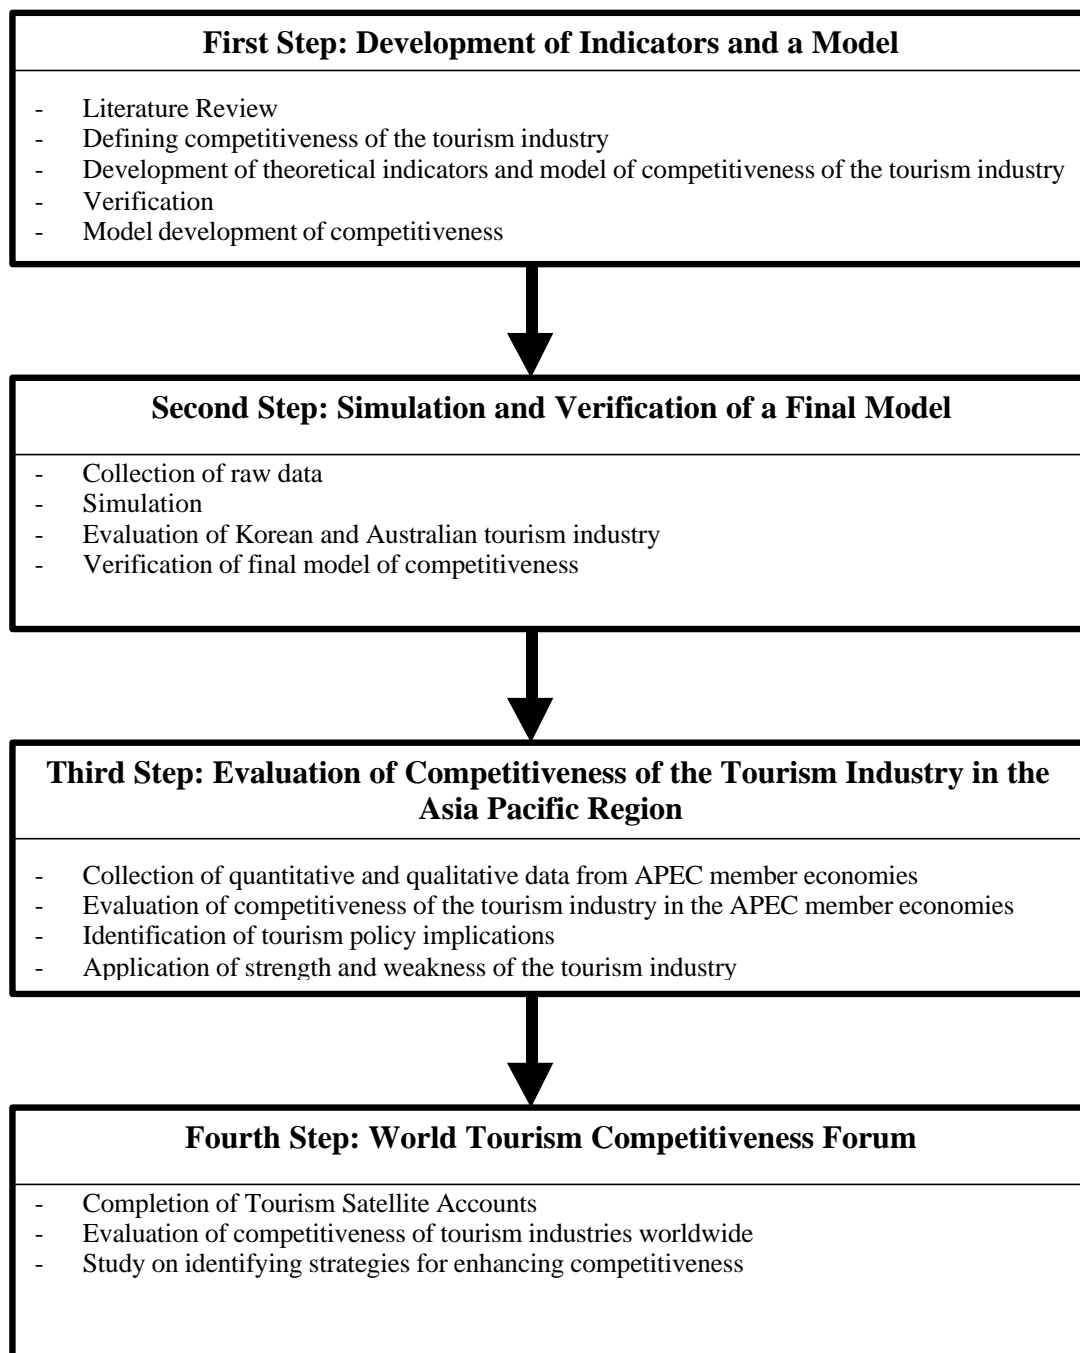 First Step: Development of Indicators and a Model
- Literature Review
- Defining competitiveness of the tourism industry
- Development of theoretical indicators and model of competitiveness of the tourism industry
- Verification
- Model development of competitiveness
Second Step: Simulation and Verification of a Final Model
- Collection of raw data
- Simulation
- Evaluation of Korean and Australian tourism industry
- Verification of final model of competitiveness
Third Step: Evaluation of Competitiveness of the Tourism Industry in the
Asia Pacific Region
- Collection of quantitative and qualitative data from APEC member economies
- Evaluation of competitiveness of the tourism industry in the APEC member economies
- Identification of tourism policy implications
- Application of strength and weakness of the tourism industry
Fourth Step: World Tourism Competitiveness Forum
- Completion of Tourism Satellite Accounts
- Evaluation of competitiveness of tourism industries worldwide
- Study on identifying strategies for enhancing competitiveness